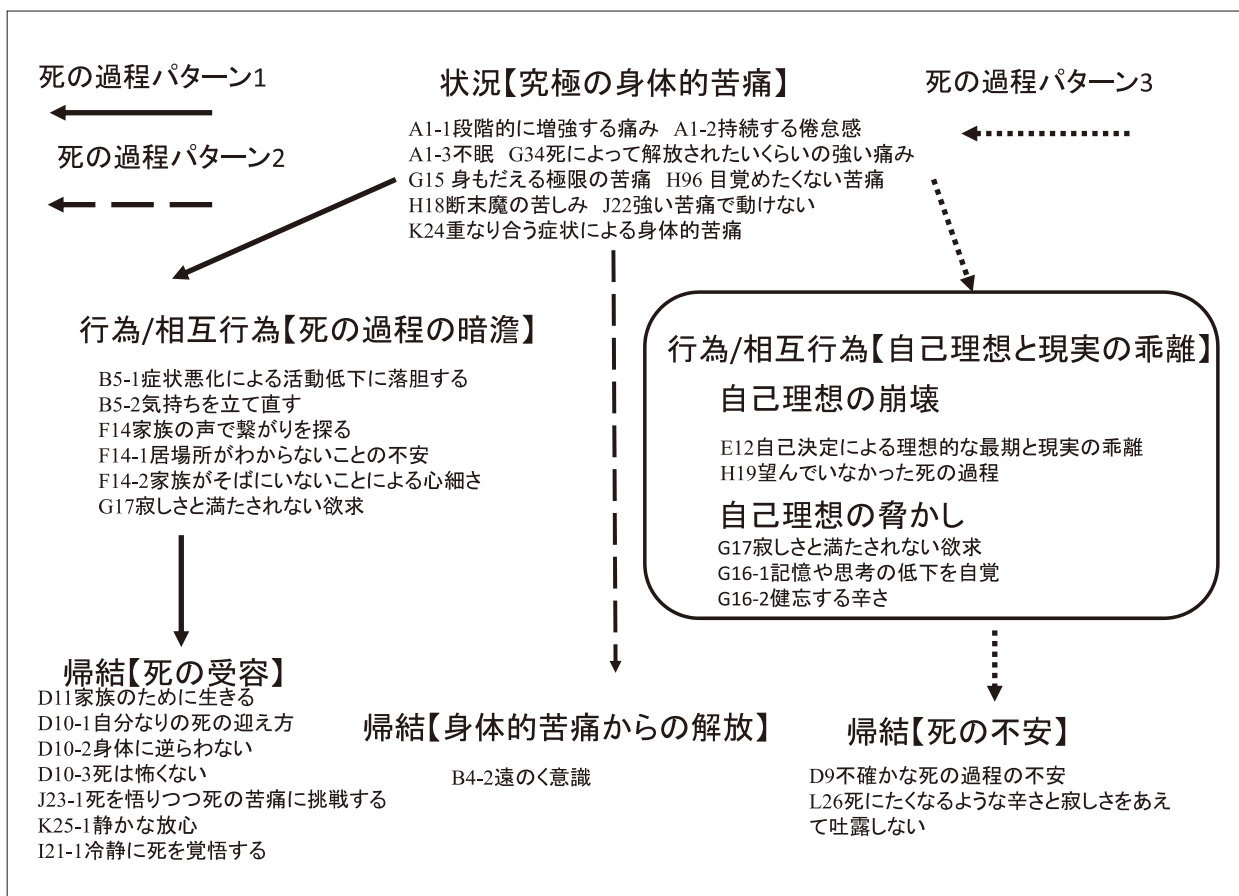 死の過程パターン1
死の過程パターン2
状況【究極の身体的苦痛】
A1-1段階的に増強する痛み A1-2持続する倦怠感
A1-3不眠 G34死によって解放されたいくらいの強い痛み
G15 身もだえる極限の苦痛 H96 目覚めたくない苦痛
H18断末魔の苦しみ J22強い苦痛で動けない
K24重なり合う症状による身体的苦痛
死の過程パターン3
行為/相互行為【死の過程の暗澹】
B5-1症状悪化による活動低下に落胆する
B5-2気持ちを立て直す
F14家族の声で繋がりを探る
F14-1居場所がわからないことの不安
F14-2家族がそばにいないことによる心細さ
G17寂しさと満たされない欲求
行為/相互行為【自己理想と現実の乖離】
自己理想の崩壊
E12自己決定による理想的な最期と現実の乖離
H19望んでいなかった死の過程
自己理想の脅かし
G17寂しさと満たされない欲求
G16-1記憶や思考の低下を自覚
G16-2健忘する辛さ
帰結【死の受容】
D11家族のために生きる
D10-1自分なりの死の迎え方
D10-2身体に逆らわない
D10-3死は怖くない
J23-1死を悟りつつ死の苦痛に挑戦する
K25-1静かな放心
I21-1冷静に死を覚悟する
帰結【身体的苦痛からの解放】
B4-2遠のく意識
帰結【死の不安】
D9不確かな死の過程の不安
L26死にたくなるような辛さと寂しさをあえ
て吐露しない